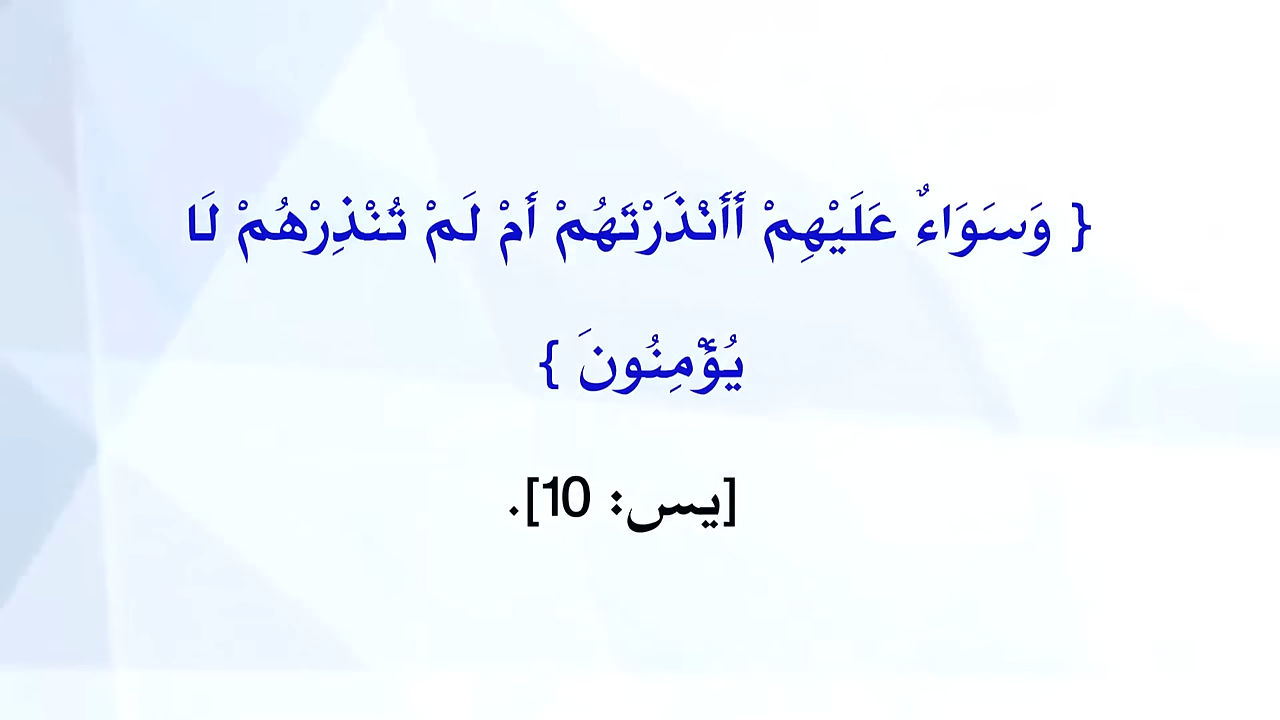 { وَسَوَاءٌ عَلَيْهِمْ أَأَنْذَرْتَهُمْ أَمْ لَمْ تُنْذِرْهُمْ لَا
يُؤْمِنُونَ }
[يس: 10].